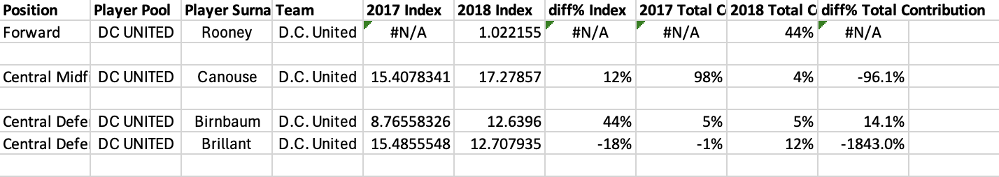 Position Player Pool Player Surna Team 2017 Index 2018 Index diff% Index 2017 Total C 2018 Total C diff% Total Contribution
Forward DC UNITED Rooney D.C. United #N/A 1.022155 #N/A #N/A 44% #N/A
Central Midfi DC UNITED Canouse D.C. United 15.4078341 17.27857 12% 98% 4% -96.1%
Central Defe DC UNITED Birnbaum D.C. United 8.76558326 12.6396 44% 5% 5% 14.1%
Central Defe DC UNITED Brillant D.C. United 15.4855548 12.707935 -18% -1% 12% -1843.0%